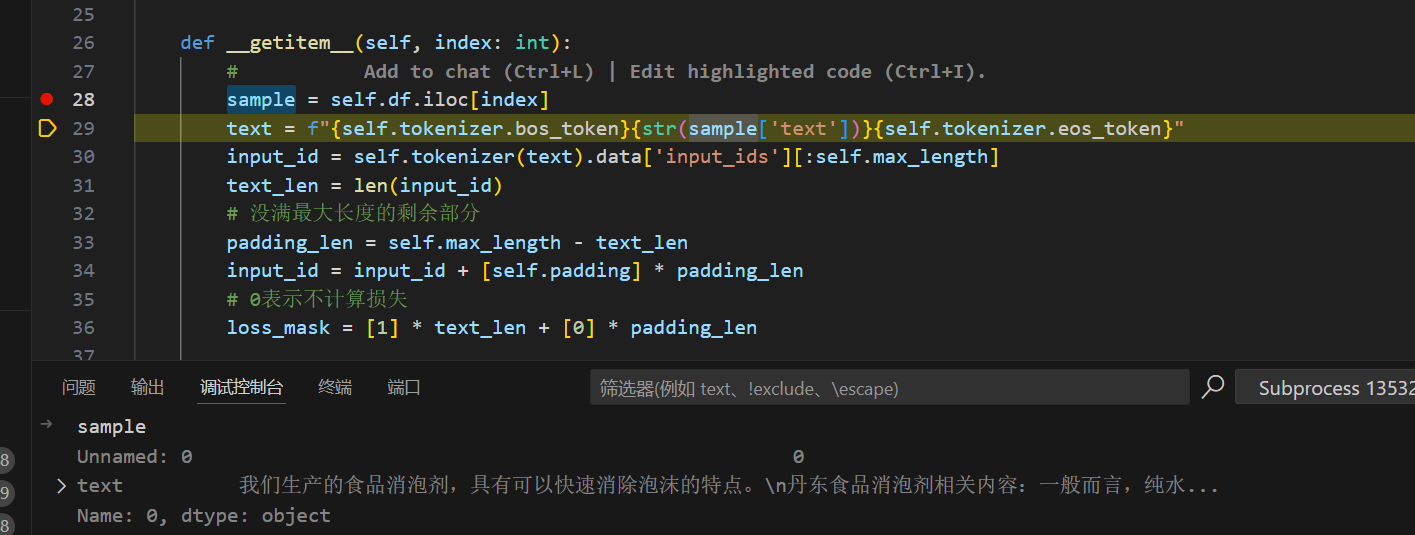 25
26 def __getitem__(self, index: int):
27 # Add to chat (Ctrl+L) | Edit highlighted code (Ctrl+I).
28 sample = self.df.iloc[index]
29 text = f"{self.tokenizer.bos_token}{str(sample['text'])}{self.tokenizer.eos_token}"
30 input_id = self.tokenizer(text).data['input_ids'][:self.max_length]
31 text_len = len(input_id)
32 # 没满最大长度的剩余部分
33 padding_len = self.max_length - text_len
34 input_id = input_id + [self.padding] * padding_len
35 # 0表示不计算损失
36 loss_mask = [1] * text_len + [0] * padding_len
37
问题 输出 调试控制台 终端 端口 筛选器(例如 text、!exclude、\escape) Subprocess 13532
sample
8 Unnamed: 0 0
9 text 我们生产的食品消泡剂，具有可以快速消除泡沫的特点。\n丹东食品消泡剂相关内容：一般而言，纯水...
8 Name: 0, dtype: object